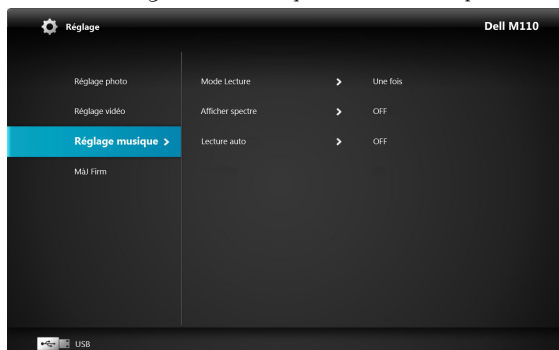 Réglage
Dell M110
Réglage photo
Mode Lecture > Une fois
Réglage vidéo
Afficher spectre > OFF
Réglage musique >
Lecture auto > OFF
MàJ Firm
USB